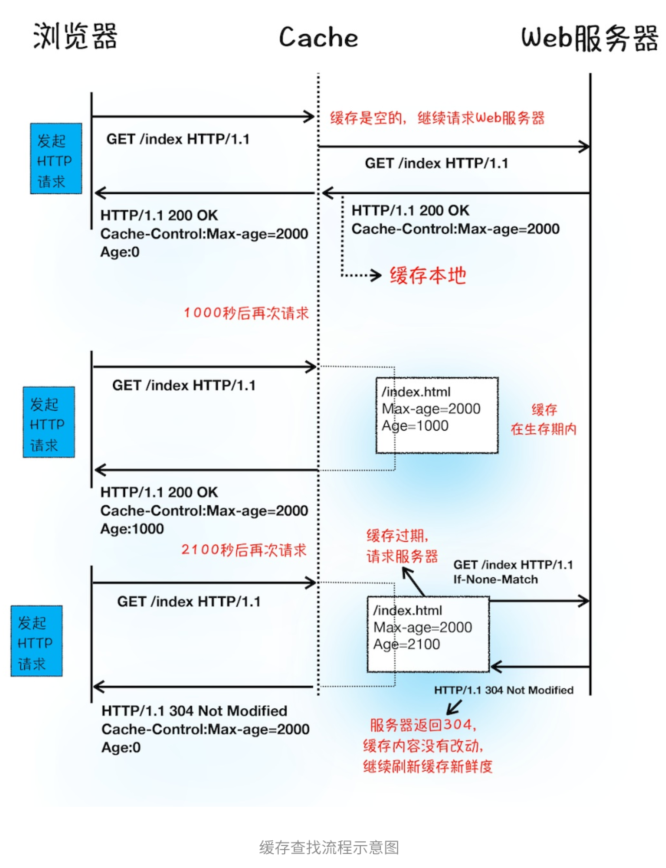 浏览器
Cache
Web服务器
发起
HTTP
请求
GET /index HTTP/1.1
缓存是空的，继续请求Web服务器
GET /index HTTP/1.1
HTTP/1.1 200 OK
Cache-Control:Max-age=2000
Age:0
HTTP/1.1 200 OK
Cache-Control:Max-age=2000
缓存本地
1000秒后再次请求
发起
HTTP
请求
GET /index HTTP/1.1
/index.html
Max-age=2000
Age=1000
缓存
在生存期内
HTTP/1.1 200 OK
Cache-Control:Max-age=2000
Age:1000
2100秒后再次请求
缓存过期，
请求服务器
GET /index HTTP/1.1
If-None-Match
发起
HTTP
请求
GET /index HTTP/1.1
/index.html
Max-age=2000
Age=2100
HTTP/1.1 304 Not Modified
HTTP/1.1 304 Not Modified
Cache-Control:Max-age=2000
Age:0
服务器返回304，
缓存内容没有改动，
继续刷新缓存新鲜度
缓存查找流程示意图